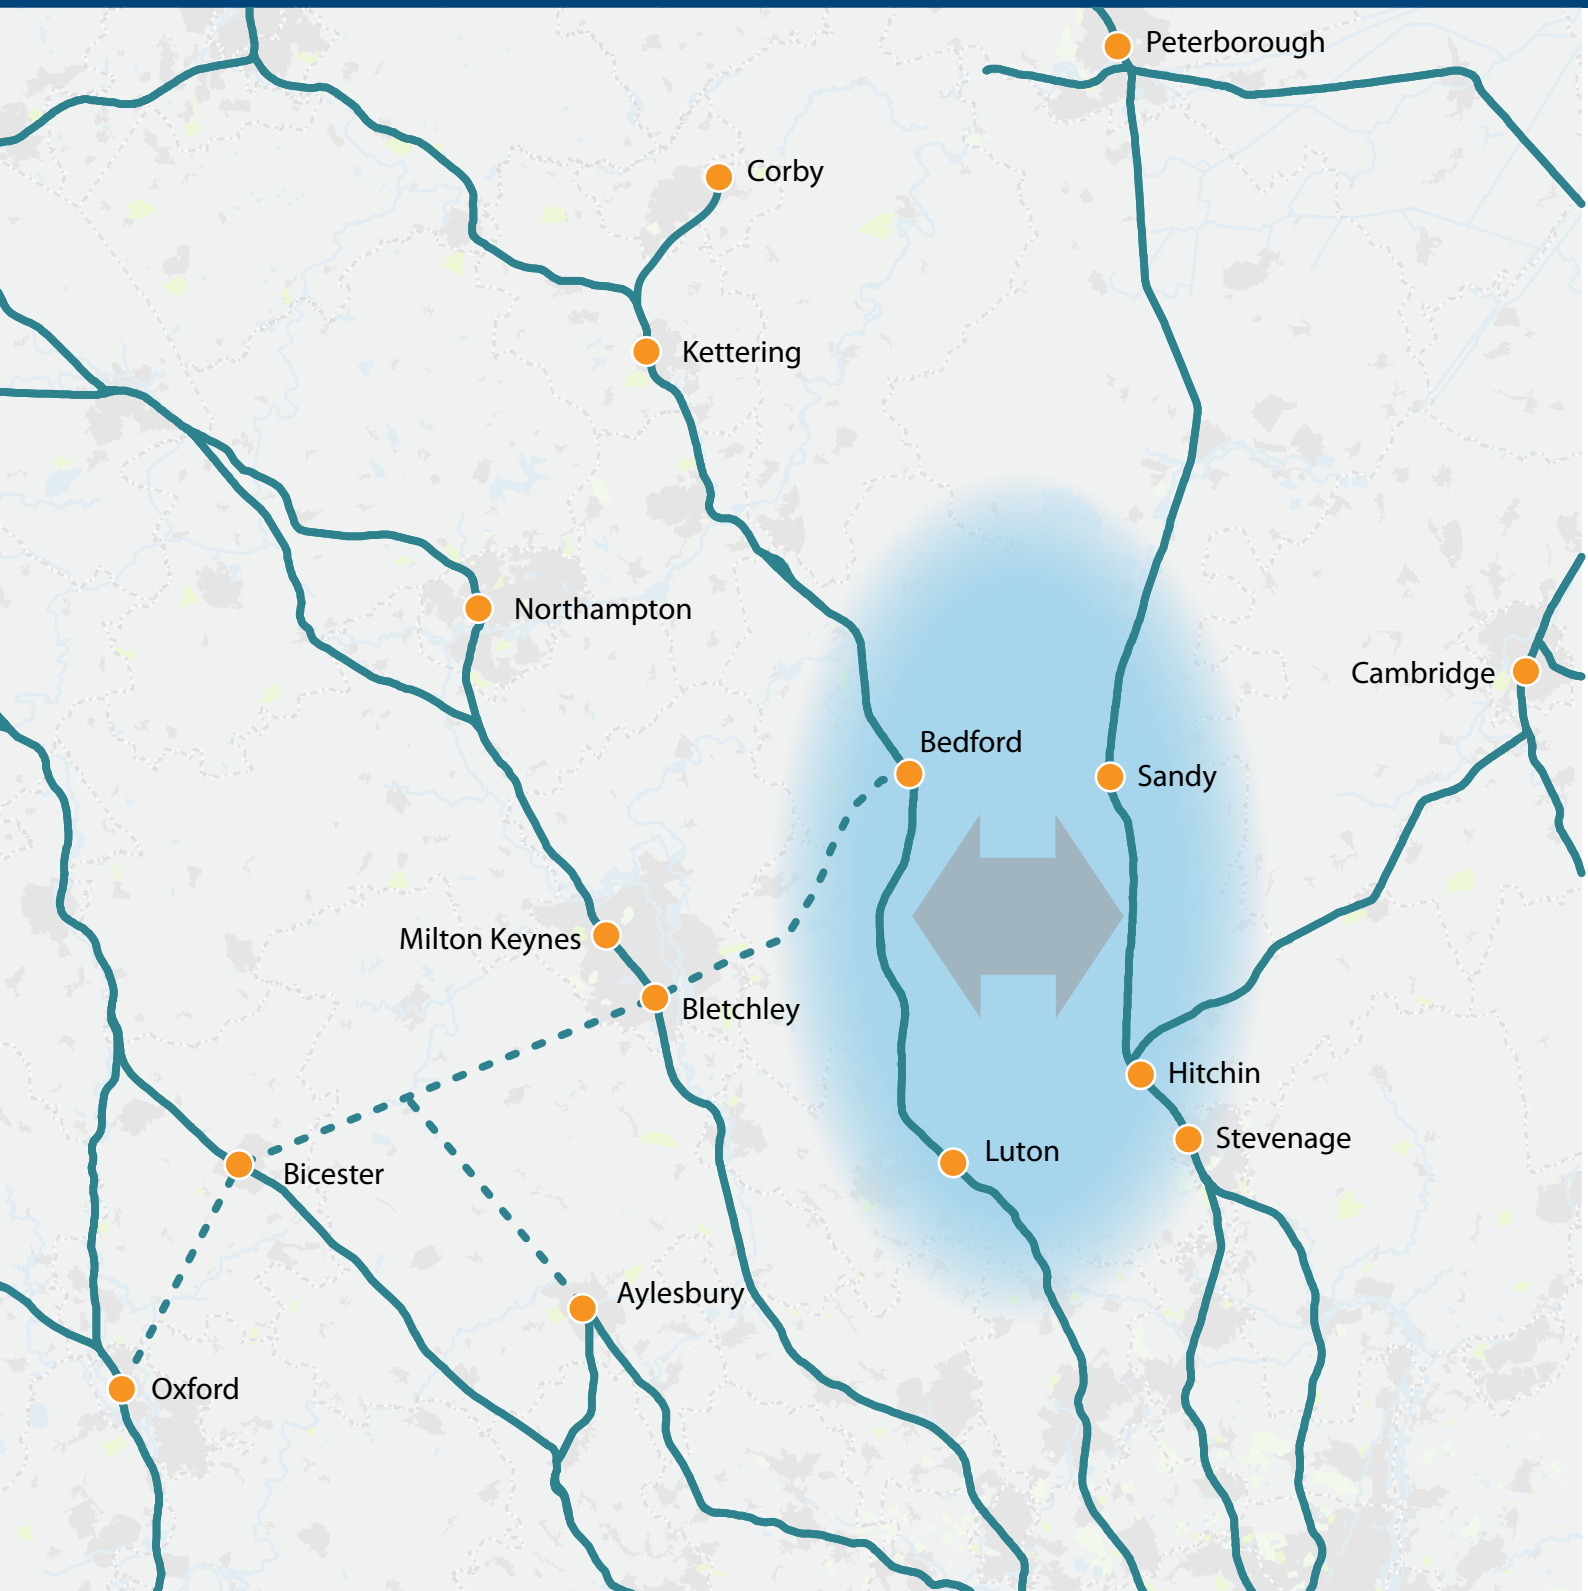 Peterborough
Corby
Kettering
Northampton
Cambridge
Bedford
Sandy
Milton Keynes
Bletchley
Hitchin
Stevenage
Luton
Bicester
Aylesbury
Oxford